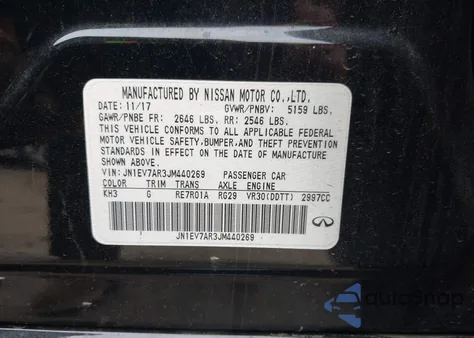 MANUFACTURED BY NISSAN MOTOR CO.,LTD.
DATE: 11/17 GVWR/PNBV: 5159 LBS.
GAWR/PNBE FR: 2646 LBS. RR: 2546 LBS.
THIS VEHICLE CONFORMS TO ALL APPLICABLE FEDERAL
MOTOR VEHICLE SAFETY,BUMPER,AND THEFT PREVENTION
STANDARDS IN EFFECT ON THE DATE OF MANUFACTURE
SHOWN ABOVE.
VIN: JN1EV7AR3JM440269 PASSENGER CAR
COLOR TRIM TRANS AXLE ENGINE
KH3 G RE7R01A RG29 VR30(DDTT) 2997CC
JN1EV7AR3JM440269
INFINITI
autosnap